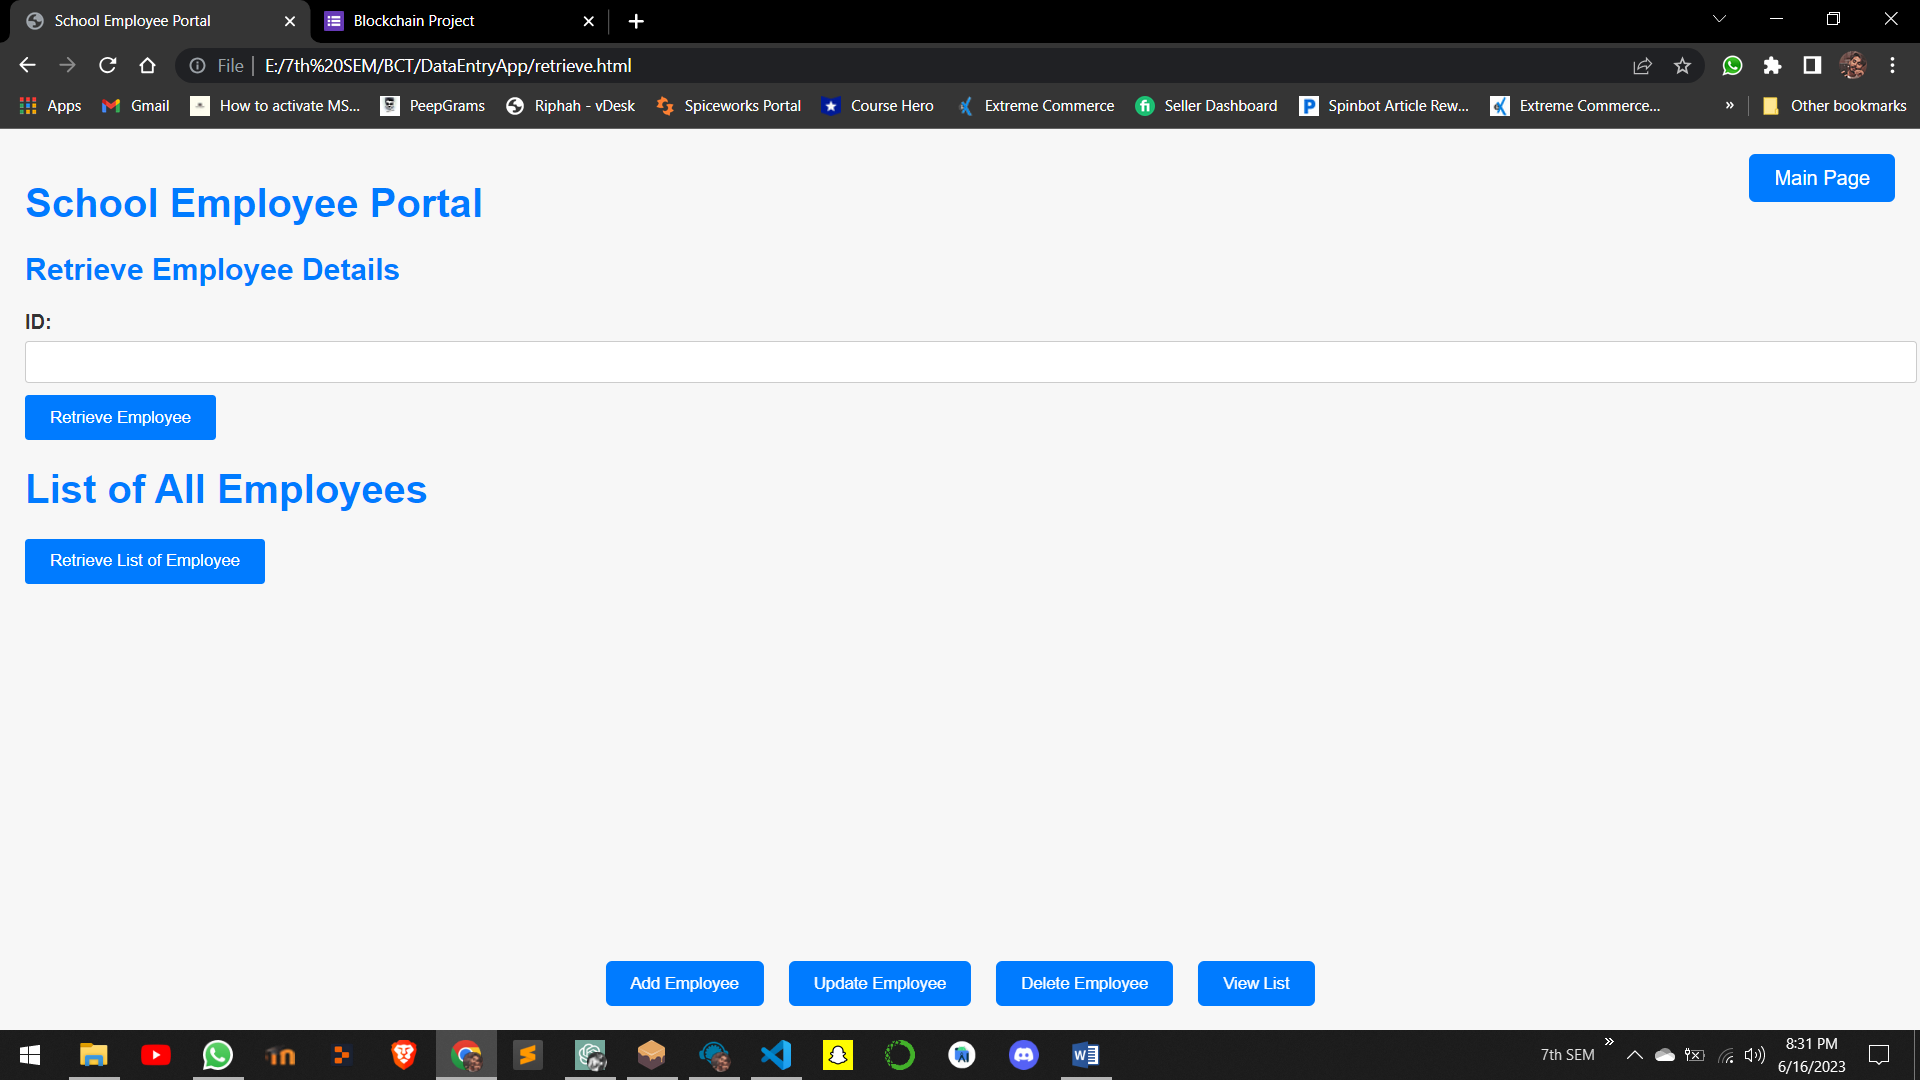 School Employee Portal
Blockchain Project
File
E:/7th%20SEM/BCT/DataEntryApp/retrieve.html
Apps
Gmail
How to activate MS...
PeepGrams
Riphah - vDesk
Spiceworks Portal
Course Hero
Extreme Commerce
Seller Dashboard
Spinbot Article Rew...
Extreme Commerce...
»
Other bookmarks
Main Page
School Employee Portal
Retrieve Employee Details
ID:
Retrieve Employee
List of All Employees
Retrieve List of Employee
Add Employee
Update Employee
Delete Employee
View List
7th SEM
8:31 PM
6/16/2023